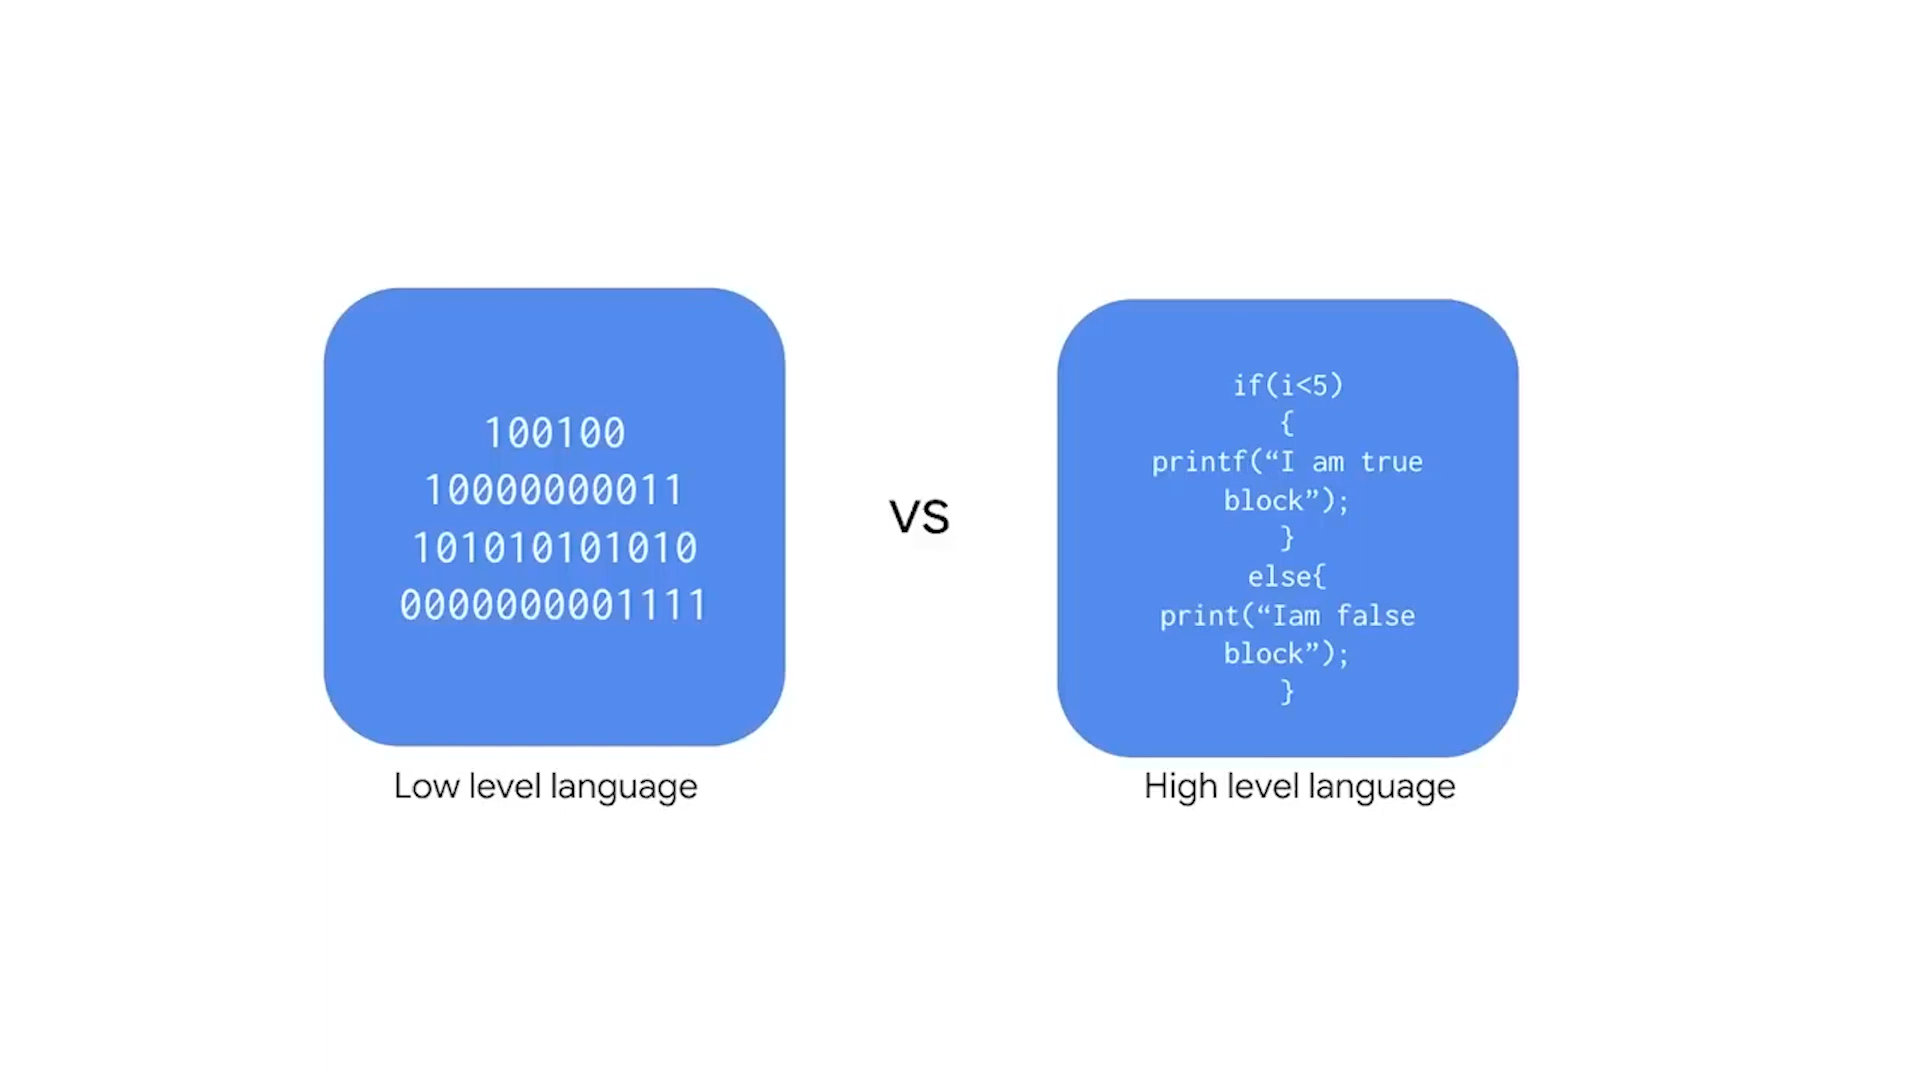 100100
10000000011
101010101010
0000000001111
Low level language
VS
if(i<5)
{
printf(“I am true
block”);
}
else{
print(“Iam false
block”);
}
High level language